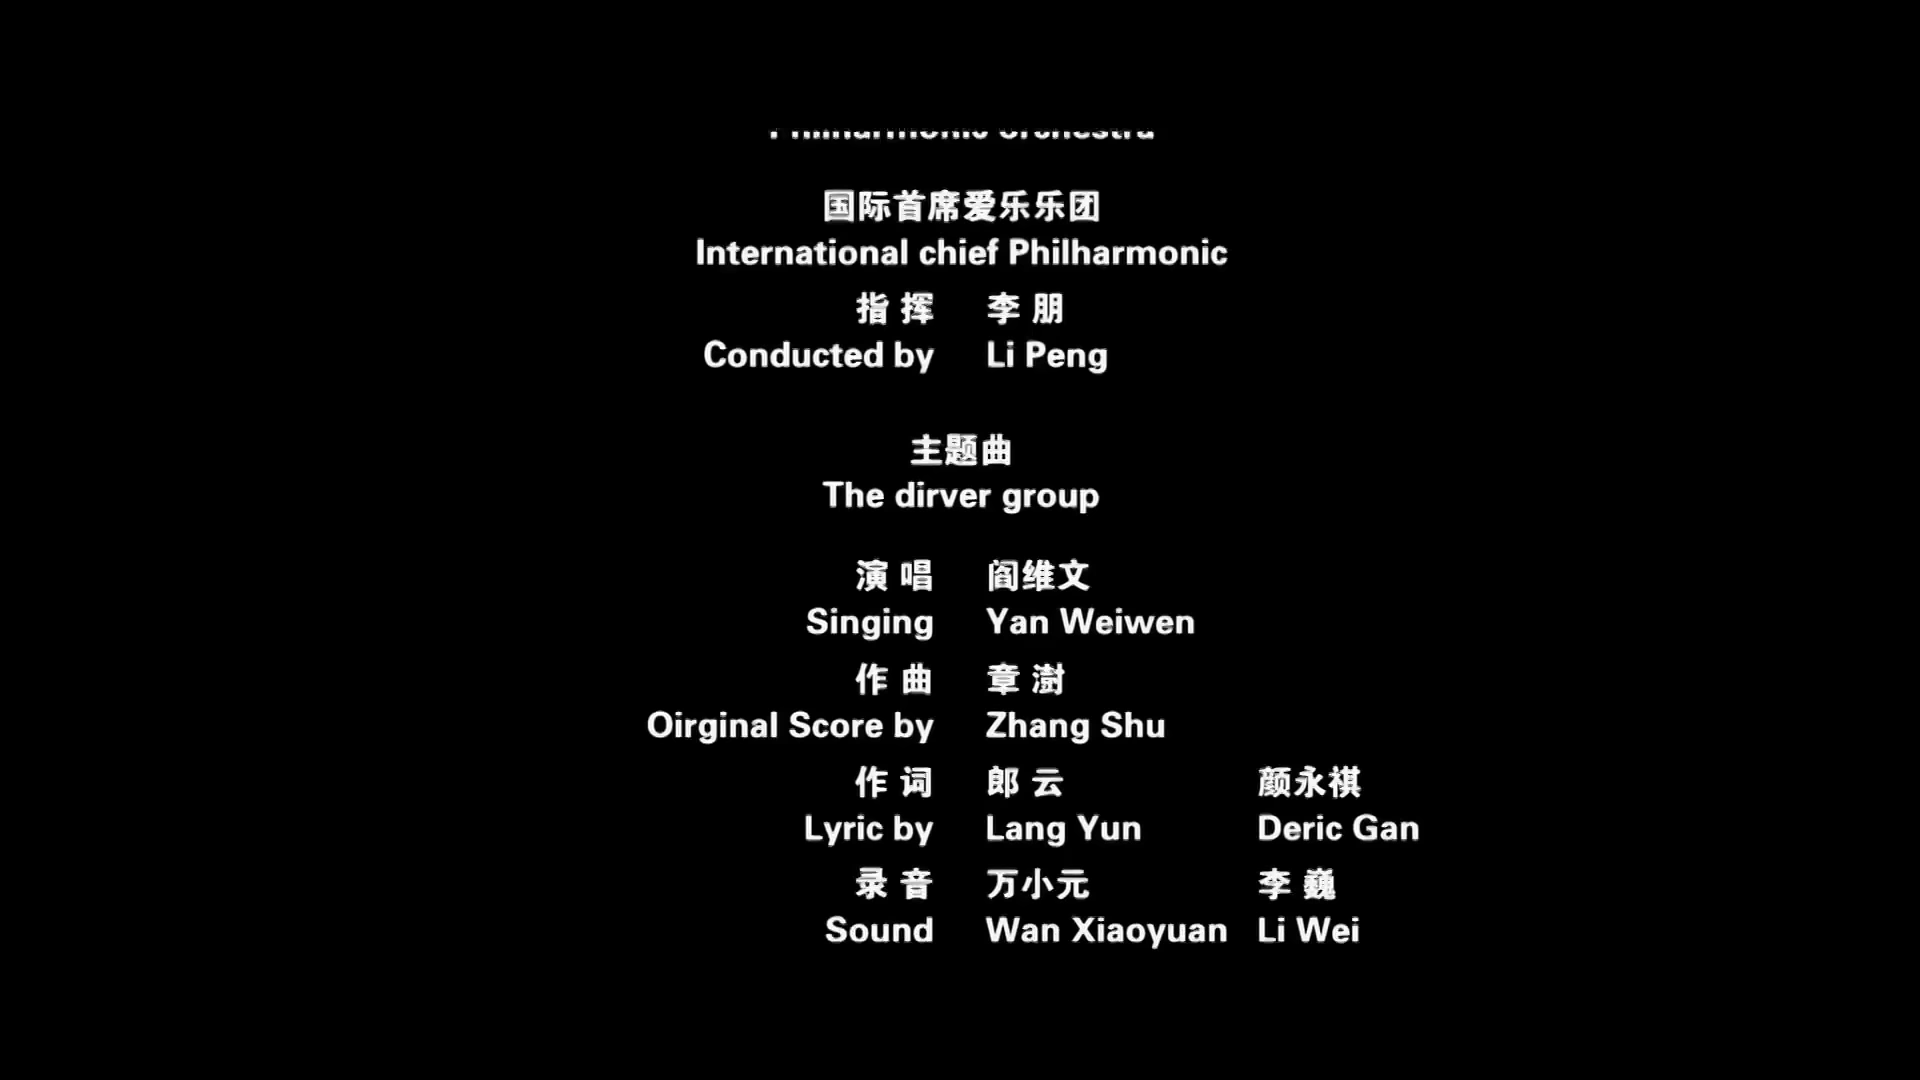 Philharmonic orchestra
国际首席爱乐乐团
International chief Philharmonic
指 挥 李 朋
Conducted by Li Peng
主题曲
The dirver group
演 唱 阎维文
Singing Yan Weiwen
作 曲 章 澍
Oirginal Score by Zhang Shu
作 词 郎 云 颜永祺
Lyric by Lang Yun Deric Gan
录 音 万小元 李 巍
Sound Wan Xiaoyuan Li Wei